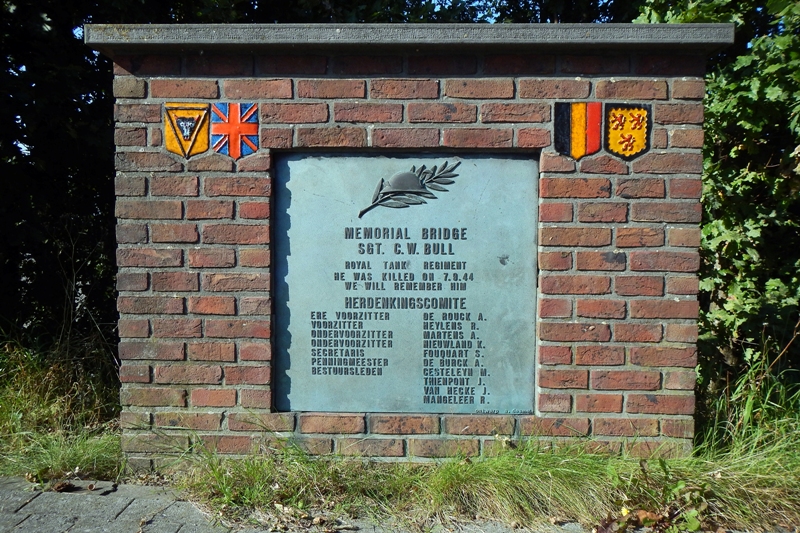 MEMORIAL BRIDGE
SGT. C.W. BULL
ROYAL TANK REGIMENT
HE WAS KILLED ON 7.9.44
WE WILL REMEMBER HIM
HERDENKINGSCOMITE
ERE VOORZITTER DE BOUCK A.
VOORZITTER HEYLENS R.
ONDERVOORZITTER MARTENS A.
ONDERVOORZITTER NIEUWLAND K.
SECRETARIS FOUQUART S.
PENNINGMEESTER DE BURCK A.
BESTUURSLEDEN CESTELEYN M.
THIENPONT J.
VAN HECKE J.
MANGELEER R.